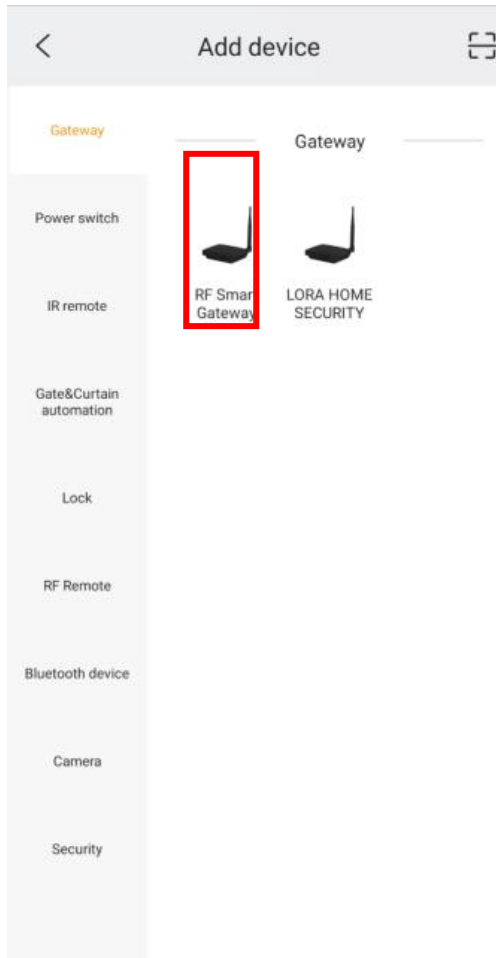 Add device
Gateway
Power switch
IR remote
Gate&Curtain
automation
Lock
RF Remote
Bluetooth device
Camera
Security
Gateway
RF Smart
Gateway
LORA HOME
SECURITY